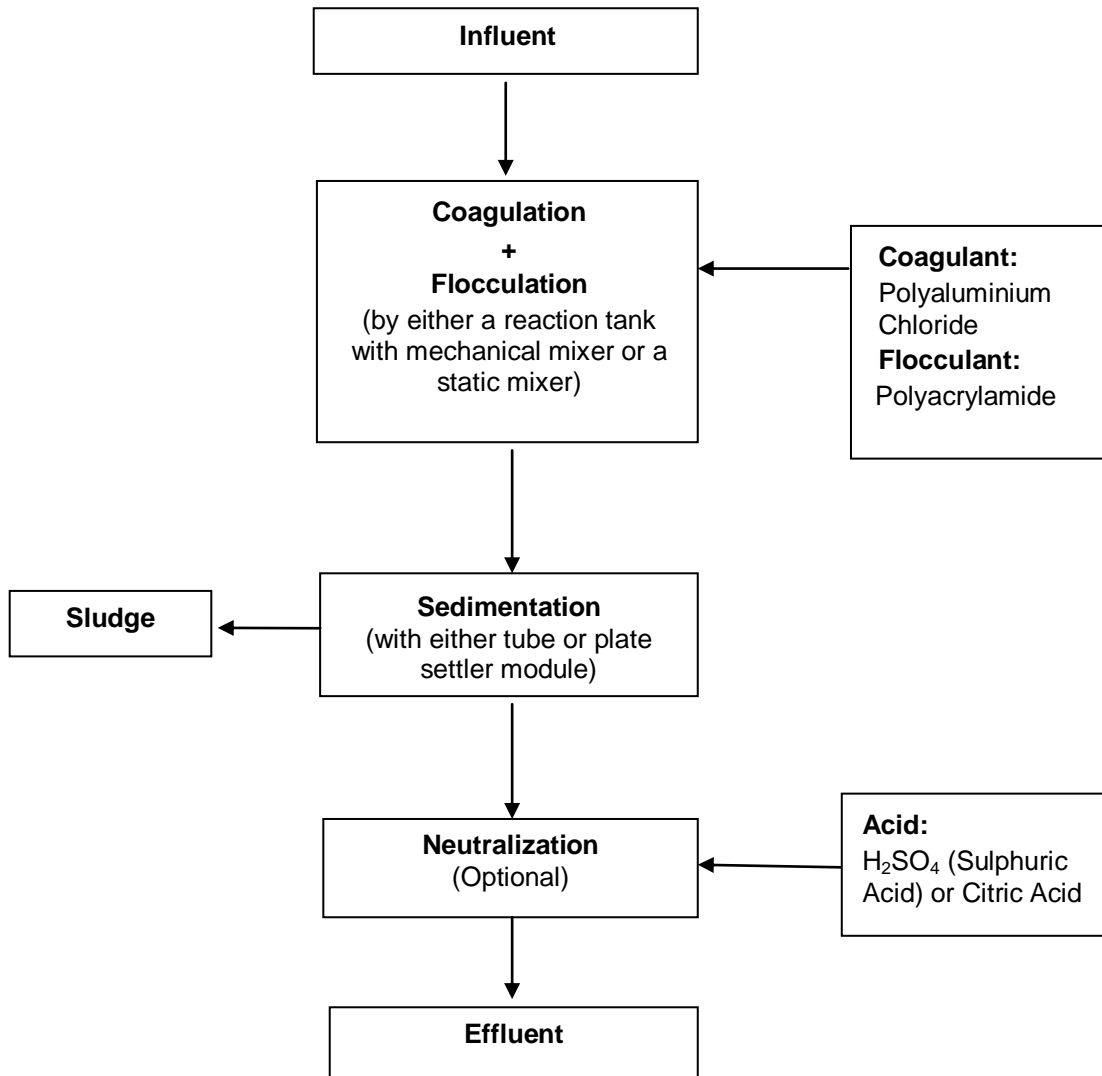 Influent
Coagulation
+
Flocculation
(by either a reaction tank
with mechanical mixer or a
static mixer)
Coagulant:
Polyaluminium
Chloride
Flocculant:
Polyacrylamide
Sludge
Sedimentation
(with either tube or plate
settler module)
Neutralization
(Optional)
Acid:
H₂SO₄ (Sulphuric
Acid) or Citric Acid
Effluent